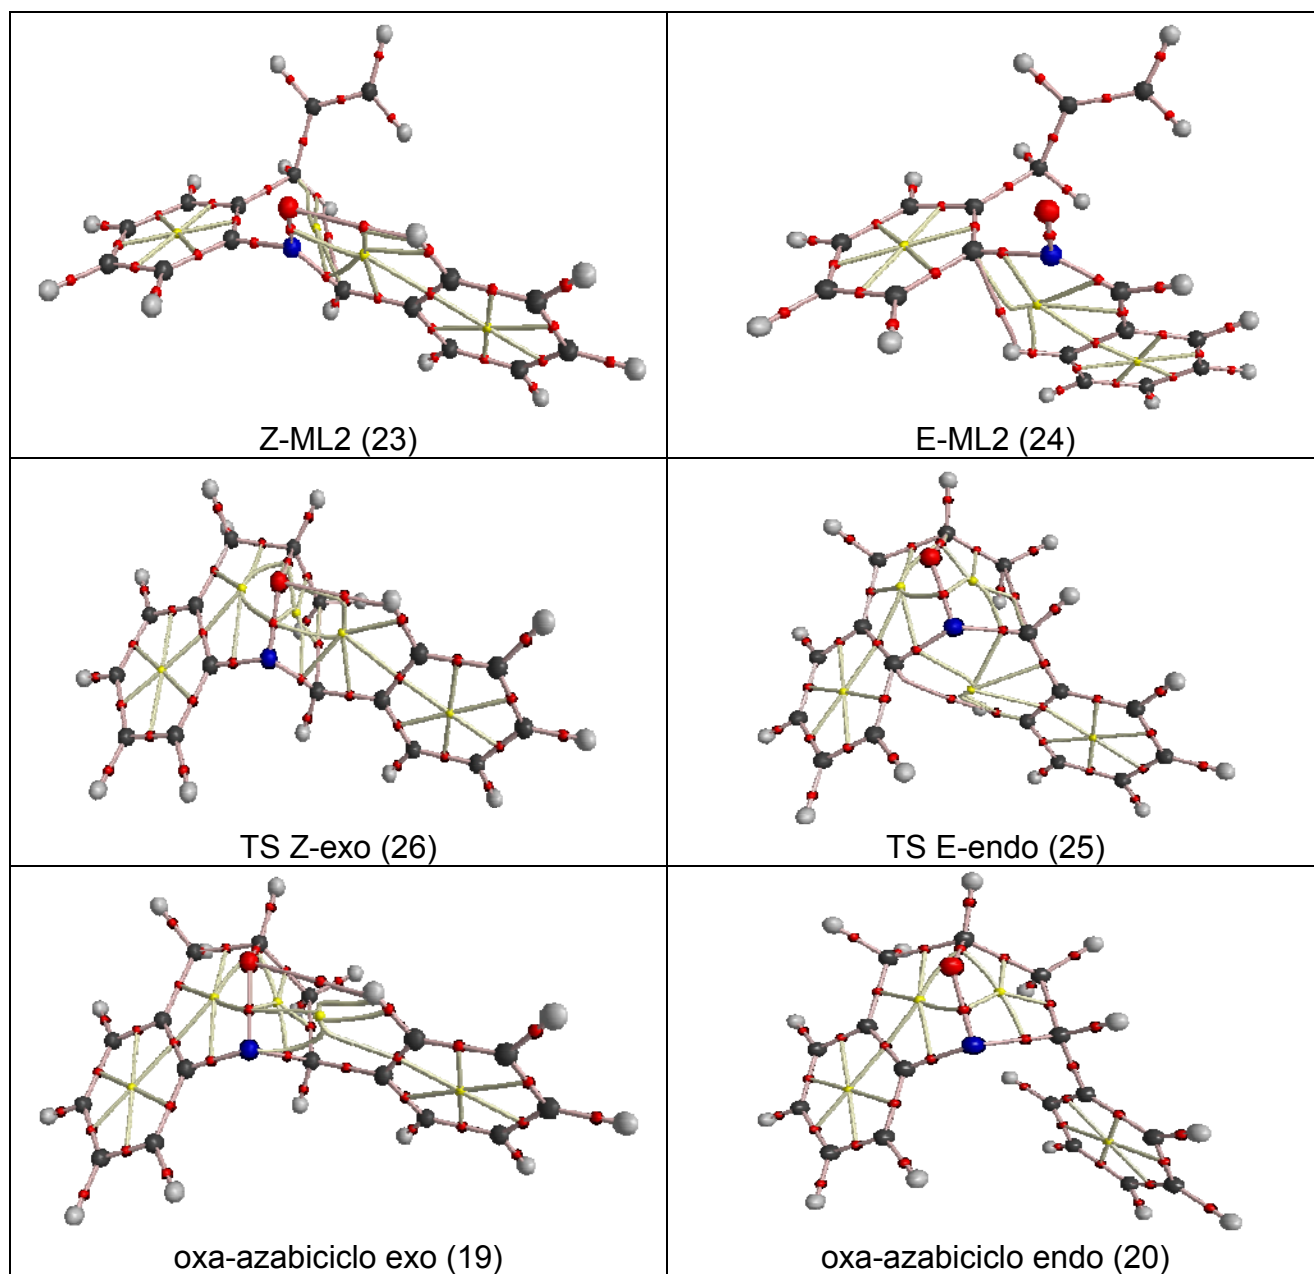 Z-ML2 (23)
E-ML2 (24)
TS Z-exo (26)
TS E-endo (25)
oxa-azabiciclo exo (19)
oxa-azabiciclo endo (20)